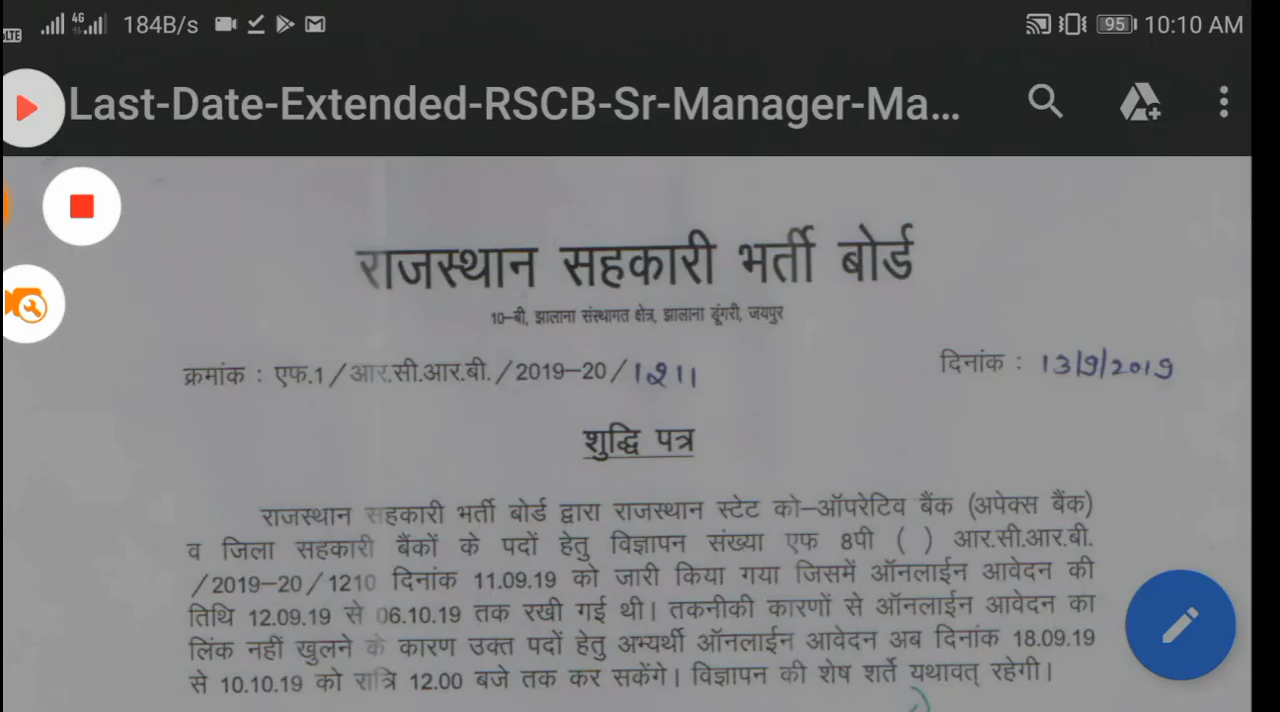 LTE 4G 184B/s 95 10:10 AM
Last-Date-Extended-RSCB-Sr-Manager-Ma...
राजस्थान सहकारी भर्ती बोर्ड
10-बी, झालाना संस्थागत क्षेत्र, झालाना डूंगरी, जयपुर
क्रमांक : एफ.1/आर.सी.आर.बी./2019-20/1211 दिनांक : 13/9/2019
शुद्धि पत्र
राजस्थान सहकारी भर्ती बोर्ड द्वारा राजस्थान स्टेट को-ऑपरेटिव बैंक (अपेक्स बैंक)
व जिला सहकारी बैंकों के पदों हेतु विज्ञापन संख्या एफ 8पी ( ) आर.सी.आर.बी.
/2019-20/1210 दिनांक 11.09.19 को जारी किया गया जिसमें ऑनलाईन आवेदन की
तिथि 12.09.19 से 06.10.19 तक रखी गई थी। तकनीकी कारणों से ऑनलाईन आवेदन का
लिंक नहीं खुलने के कारण उक्त पदों हेतु अभ्यर्थी ऑनलाईन आवेदन अब दिनांक 18.09.19
से 10.10.19 को रात्रि 12.00 बजे तक कर सकेंगे। विज्ञापन की शेष शर्ते यथावत् रहेगी।